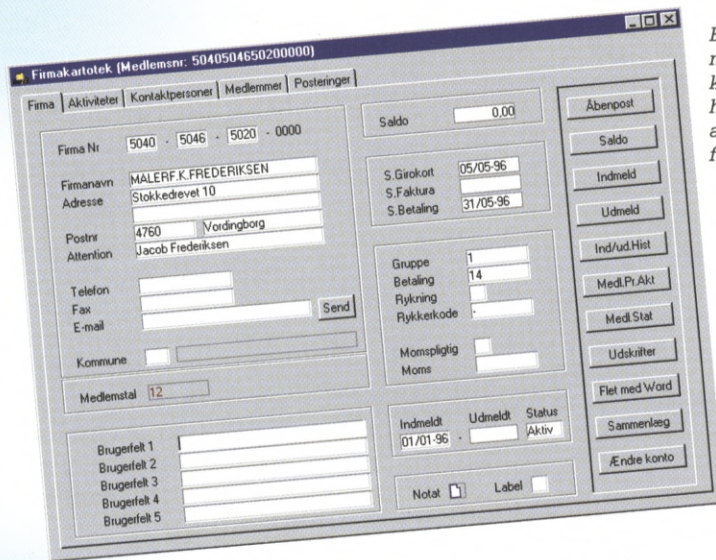 Firmakartotek (Medlemsnr: 5040504650200000)
Firma Aktiviteter Kontaktpersoner Medlemmer Posteringer
Firma Nr 5040 - 5046 - 5020 - 0000
Firmanavn MALERF.K.FREDERIKSEN
Adresse Stokkedrevet 10
Postnr 4760 Vordingborg
Attention Jacob Frederiksen
Telefon
Fax
E-mail Send
Kommune
Medlemstal 12
Brugerfelt 1
Brugerfelt 2
Brugerfelt 3
Brugerfelt 4
Brugerfelt 5
Saldo 0,00
S.Girokort 05/05-96
S.Faktura
S.Betaling 31/05-96
Gruppe 1
Betaling 14
Rykning
Rykkerkode -
Momspligtig
Moms
Indmeldt Udmeldt Status
01/01-96 - Aktiv
Notat Label
Åbenpost
Saldo
Indmeld
Udmeld
Ind/ud.Hist
Medl.Pr.Akt
Medl.Stat
Udskrifter
Flet med Word
Sammenlæg
Ændre konto